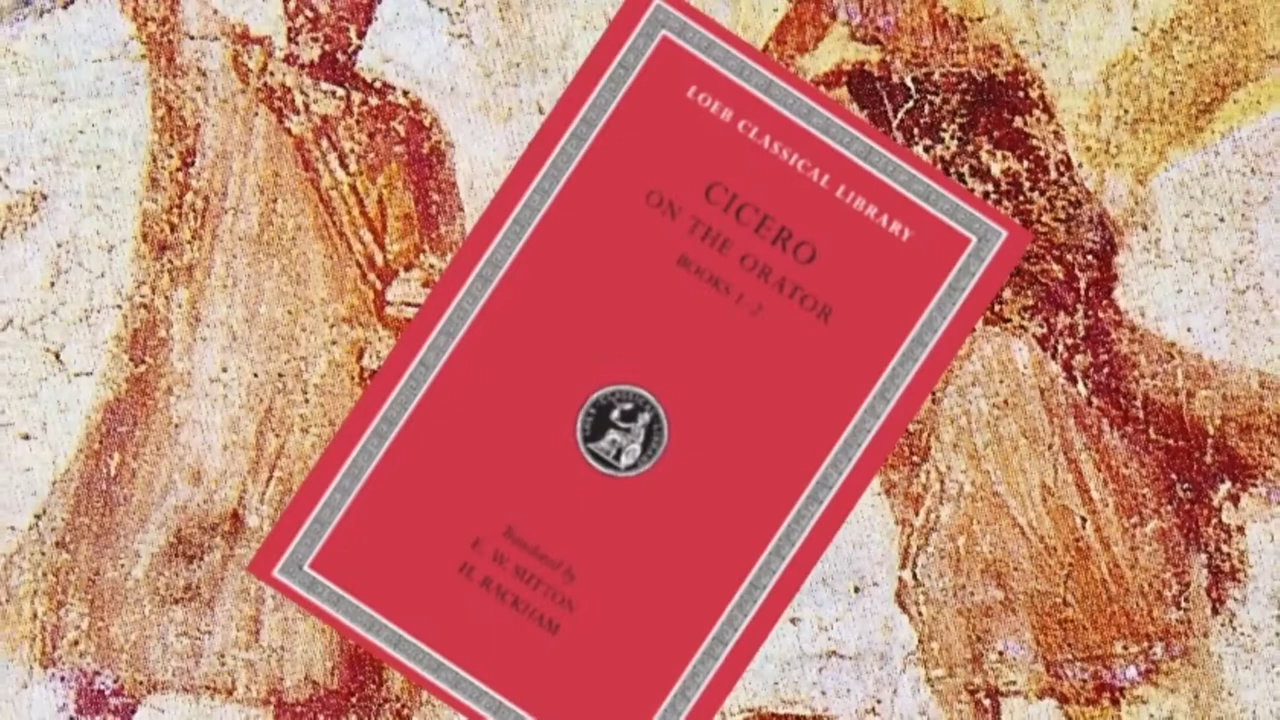 LOEB CLASSICAL LIBRARY
CICERO
ON THE ORATOR
BOOKS 1–2
Translated by
E. W. SUTTON
H. RACKHAM